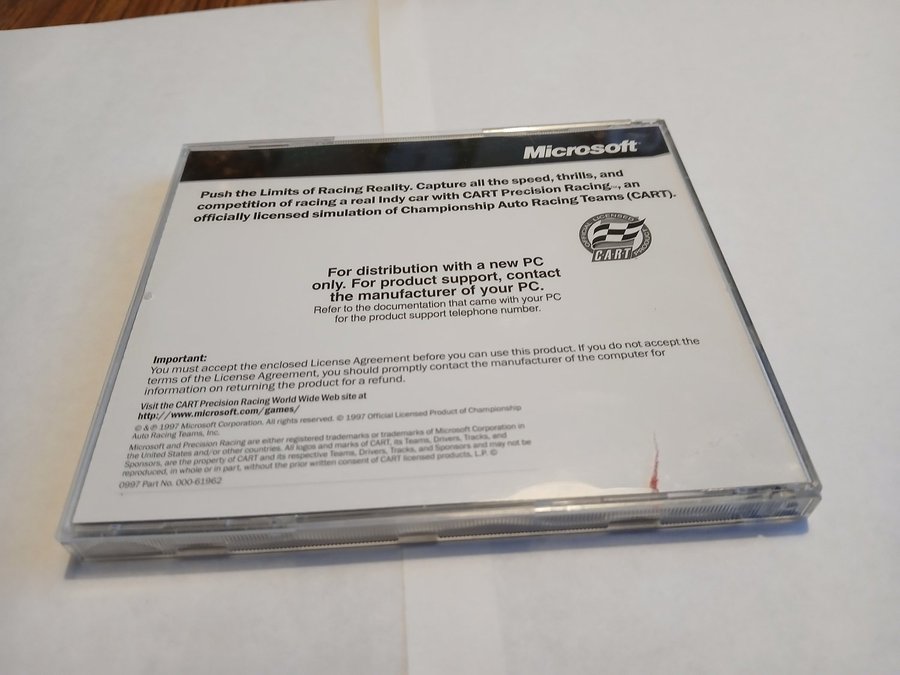 Microsoft
Push the Limits of Racing Reality. Capture all the speed, thrills, and
competition of racing a real Indy car with CART Precision Racing™, an
officially licensed simulation of Championship Auto Racing Teams (CART).
CART
For distribution with a new PC
only. For product support, contact
the manufacturer of your PC.
Refer to the documentation that came with your PC
for the product support telephone number.
Important:
You must accept the enclosed License Agreement before you can use this product. If you do not accept the
terms of the License Agreement, you should promptly contact the manufacturer of the computer for
information on returning the product for a refund.
Visit the CART Precision Racing World Wide Web site at
http://www.microsoft.com/games/
© & ℗ 1997 Microsoft Corporation. All rights reserved. © 1997 Official Licensed Product of Championship
Auto Racing Teams, Inc.
Microsoft and Precision Racing are either registered trademarks or trademarks of Microsoft Corporation in
the United States and/or other countries. All logos and marks of CART, its Teams, Drivers, Tracks, and
Sponsors, are the property of CART and its respective Teams, Drivers, Tracks, and Sponsors and may not be
reproduced, in whole or in part, without the prior written consent of CART licensed products, L.P. ©
0997 Part No. 000-61962